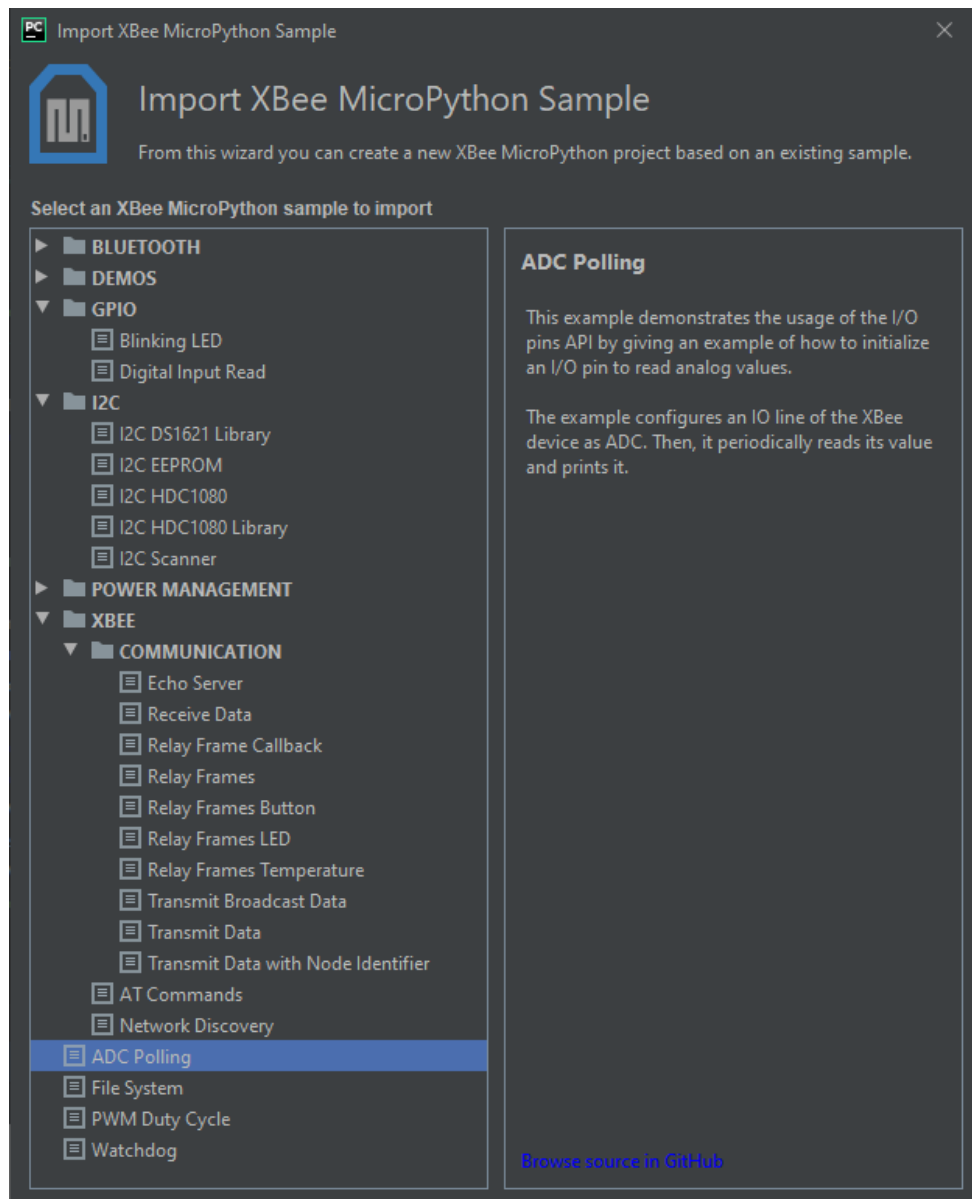 PC Import XBee MicroPython Sample
Import XBee MicroPython Sample
From this wizard you can create a new XBee MicroPython project based on an existing sample.
Select an XBee MicroPython sample to import
BLUETOOTH
DEMOS
GPIO
Blinking LED
Digital Input Read
I2C
I2C DS1621 Library
I2C EEPROM
I2C HDC1080
I2C HDC1080 Library
I2C Scanner
POWER MANAGEMENT
XBEE
COMMUNICATION
Echo Server
Receive Data
Relay Frame Callback
Relay Frames
Relay Frames Button
Relay Frames LED
Relay Frames Temperature
Transmit Broadcast Data
Transmit Data
Transmit Data with Node Identifier
AT Commands
Network Discovery
ADC Polling
File System
PWM Duty Cycle
Watchdog
ADC Polling
This example demonstrates the usage of the I/O
pins API by giving an example of how to initialize
an I/O pin to read analog values.
The example configures an IO line of the XBee
device as ADC. Then, it periodically reads its value
and prints it.
Browse source in GitHub